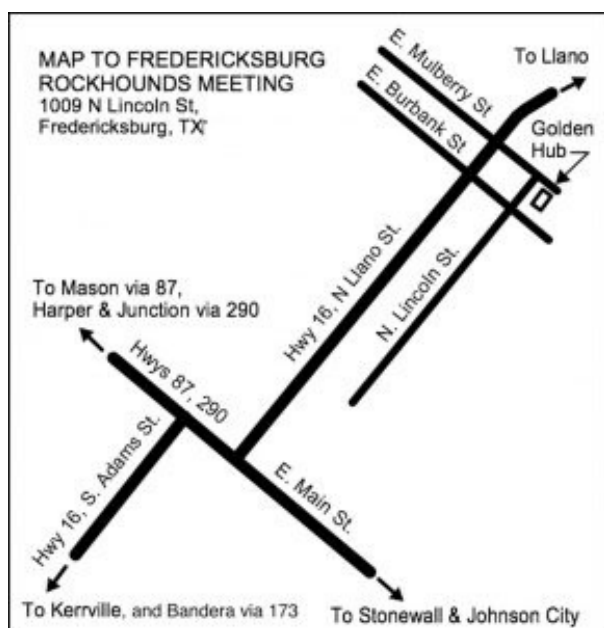 MAP TO FREDERICKSBURG
ROCKHOUNDS MEETING
1009 N Lincoln St,
Fredericksburg, TX
E. Mulberry St
E. Burbank St
To Llano
Golden
Hub
Hwy 16, N Llano St.
N. Lincoln St.
To Mason via 87,
Harper & Junction via 290
Hwys 87, 290
Hwy 16, S. Adams St.
E. Main St.
To Kerrville, and Bandera via 173
To Stonewall & Johnson City